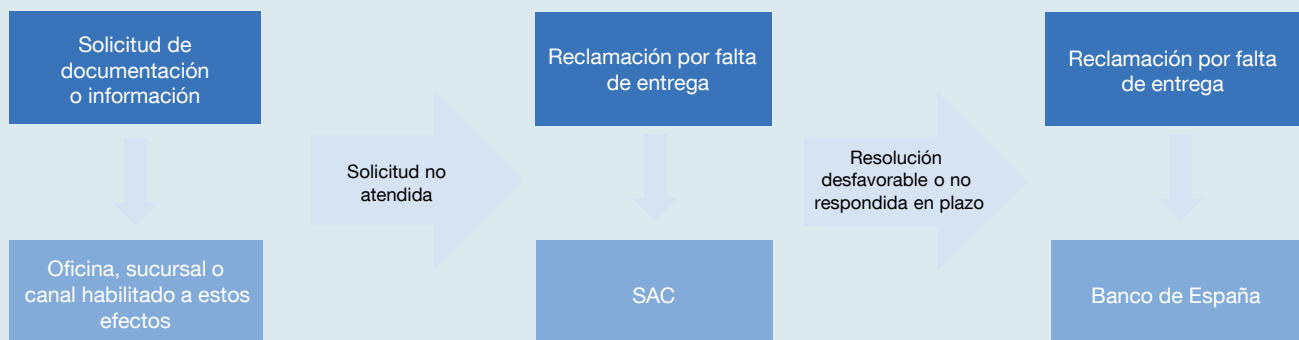 Solicitud de
documentación
o información
Oficina, sucursal o
canal habilitado a estos
efectos
Solicitud no
atendida
Reclamación por falta
de entrega
SAC
Resolución
desfavorable o no
respondida en plazo
Reclamación por falta
de entrega
Banco de España